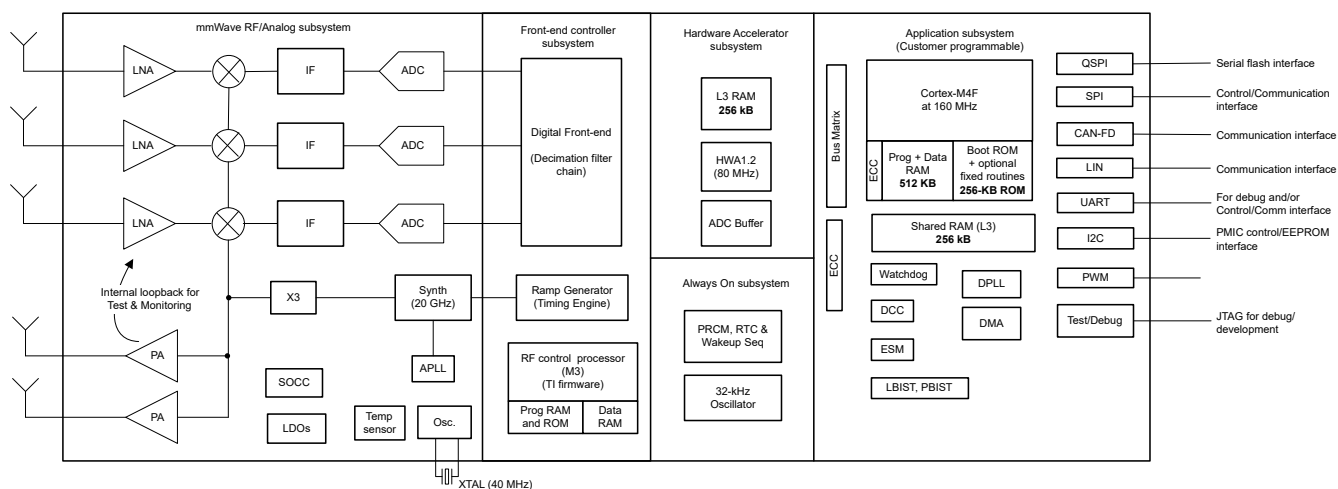 mmWave RF/Analog subsystem
LNA
IF
ADC
LNA
IF
ADC
LNA
IF
ADC
Internal loopback for
Test & Monitoring
X3
Synth
(20 GHz)
PA
APLL
PA
SOCC
LDOs
Temp
sensor
Osc.
XTAL (40 MHz)
Front-end controller
subsystem
Digital Front-end
(Decimation filter
chain)
Ramp Generator
(Timing Engine)
RF control processor
(M3)
(TI firmware)
Prog RAM
and ROM
Data
RAM
Hardware Accelerator
subsystem
L3 RAM
256 kB
HWA1.2
(80 MHz)
ADC Buffer
Always On subsystem
PRCM, RTC &
Wakeup Seq
32-kHz
Oscillator
Application subsystem
(Customer programmable)
Bus Matrix
ECC
Cortex-M4F
at 160 MHz
ECC
Prog + Data
RAM
512 KB
Boot ROM
+ optional
fixed routines
256-KB ROM
Shared RAM (L3)
256 kB
Watchdog
DPLL
DCC
DMA
ESM
LBIST, PBIST
QSPI
Serial flash interface
SPI
Control/Communication
interface
CAN-FD
Communication interface
LIN
Communication interface
UART
For debug and/or
Control/Comm interface
I2C
PMIC control/EEPROM
interface
PWM
Test/Debug
JTAG for debug/
development